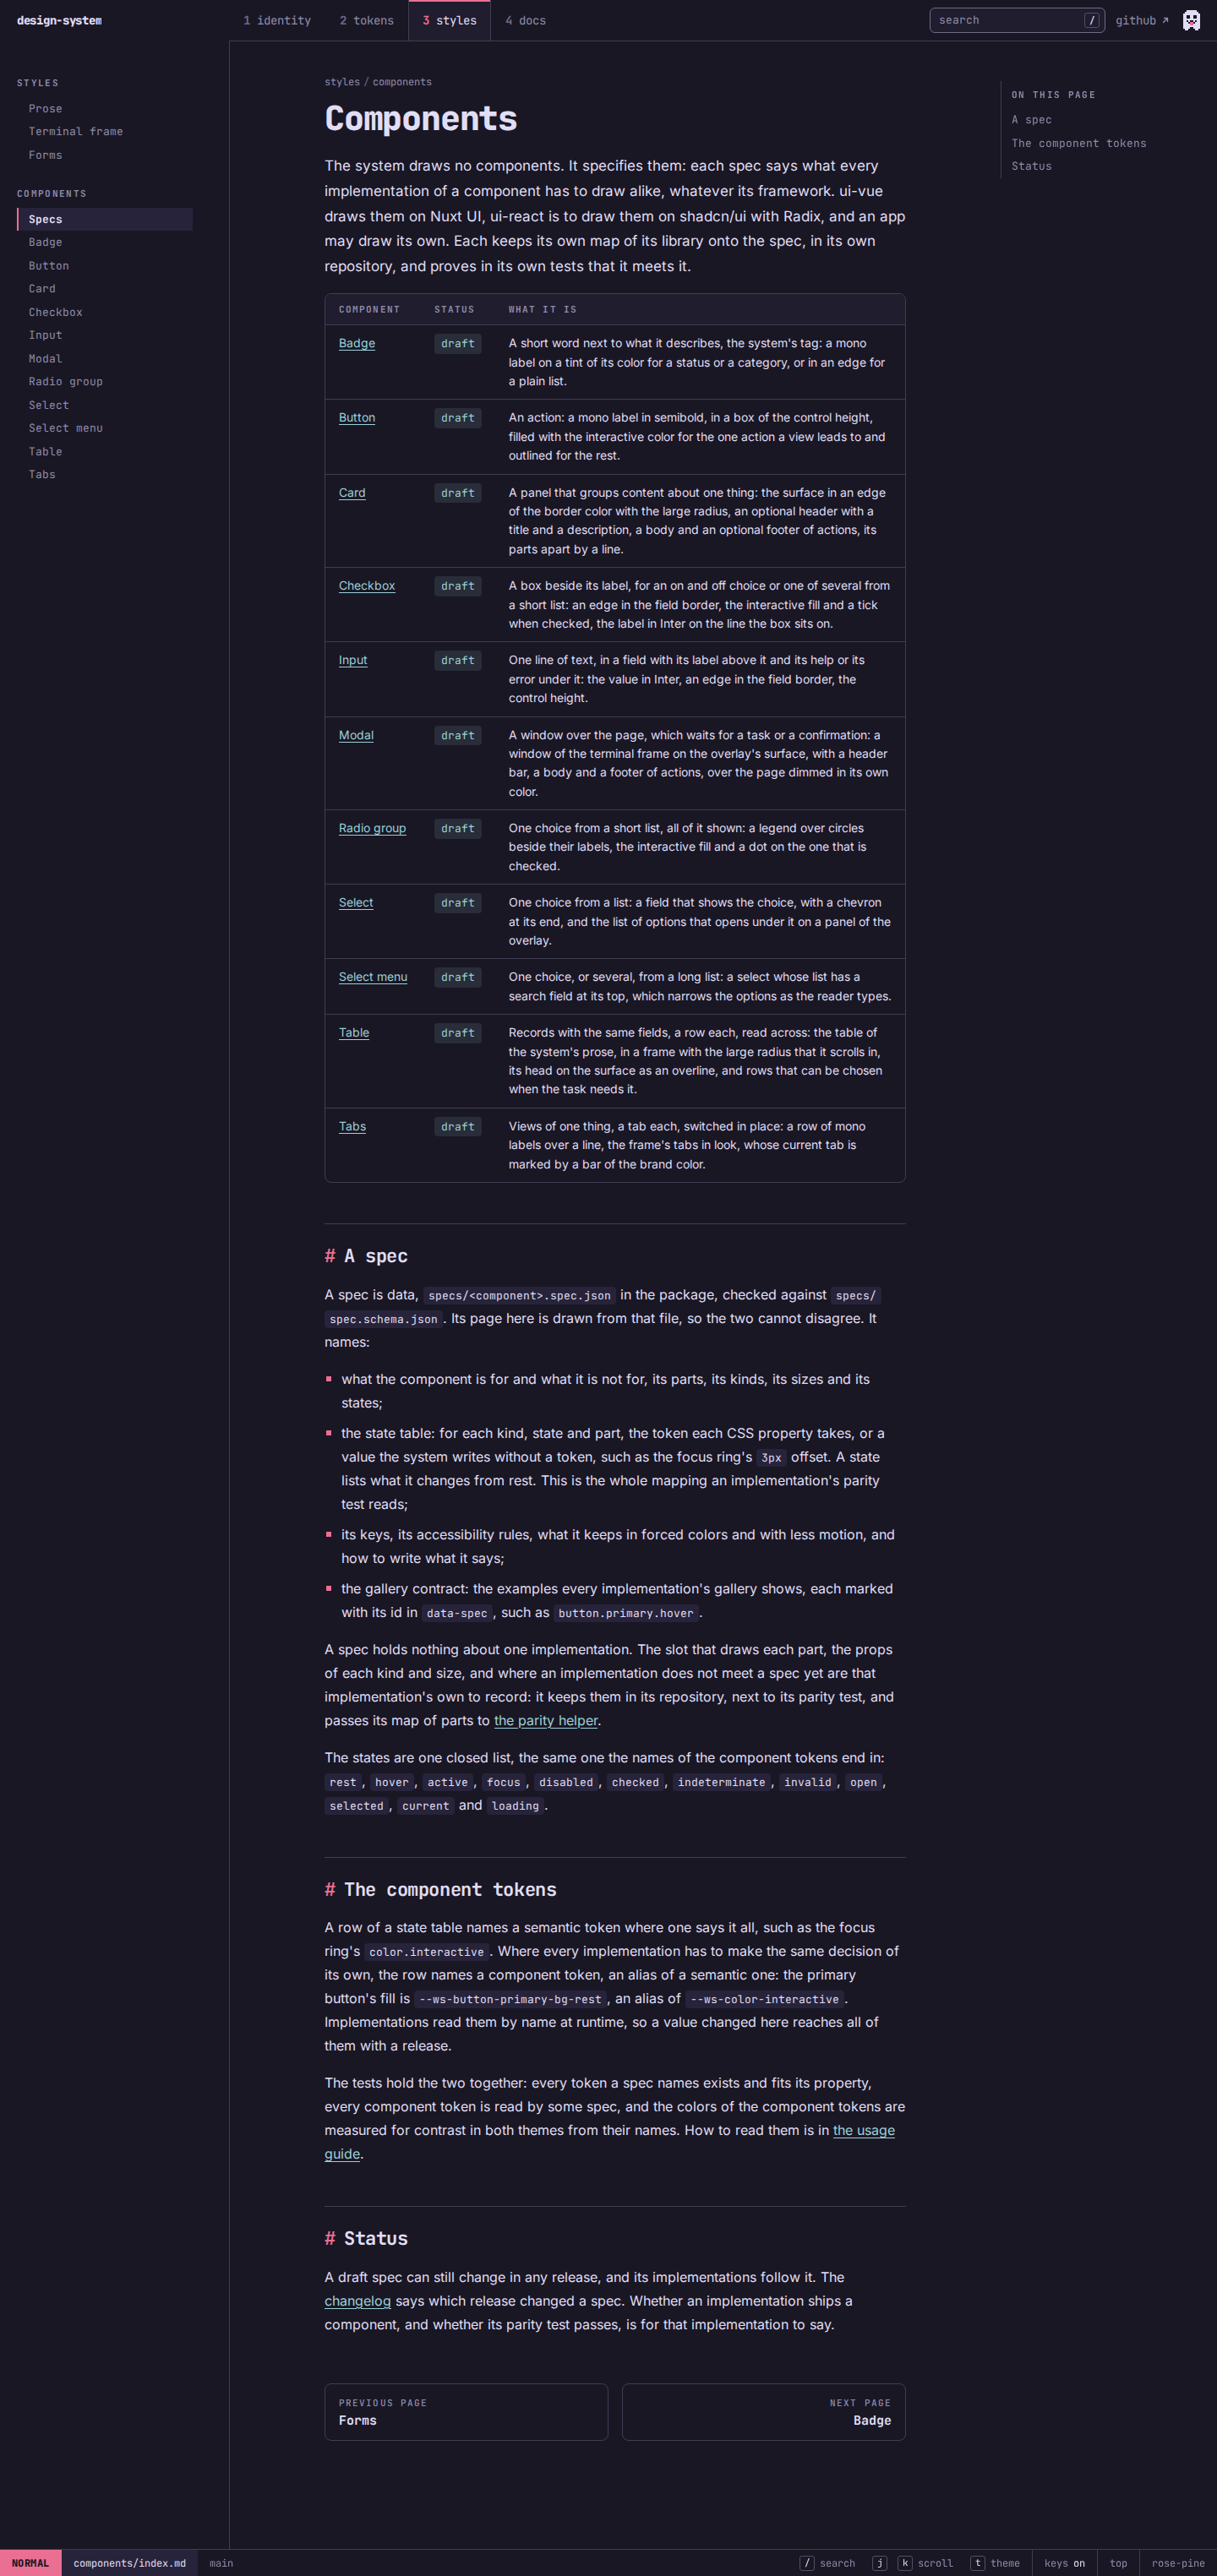 design-system
1 identity
2 tokens
3 styles
4 docs
search /
github ↗
STYLES
Prose
Terminal frame
Forms
COMPONENTS
Specs
Badge
Button
Card
Checkbox
Input
Modal
Radio group
Select
Select menu
Table
Tabs
styles / components
Components
The system draws no components. It specifies them: each spec says what every
implementation of a component has to draw alike, whatever its framework. ui-vue
draws them on Nuxt UI, ui-react is to draw them on shadcn/ui with Radix, and an app
may draw its own. Each keeps its own map of its library onto the spec, in its own
repository, and proves in its own tests that it meets it.
COMPONENT STATUS WHAT IT IS
Badge draft A short word next to what it describes, the system's tag: a mono
label on a tint of its color for a status or a category, or in an edge for
a plain list.
Button draft An action: a mono label in semibold, in a box of the control height,
filled with the interactive color for the one action a view leads to and
outlined for the rest.
Card draft A panel that groups content about one thing: the surface in an edge
of the border color with the large radius, an optional header with a
title and a description, a body and an optional footer of actions, its
parts apart by a line.
Checkbox draft A box beside its label, for an on and off choice or one of several from
a short list: an edge in the field border, the interactive fill and a tick
when checked, the label in Inter on the line the box sits on.
Input draft One line of text, in a field with its label above it and its help or its
error under it: the value in Inter, an edge in the field border, the
control height.
Modal draft A window over the page, which waits for a task or a confirmation: a
window of the terminal frame on the overlay's surface, with a header
bar, a body and a footer of actions, over the page dimmed in its own
color.
Radio group draft One choice from a short list, all of it shown: a legend over circles
beside their labels, the interactive fill and a dot on the one that is
checked.
Select draft One choice from a list: a field that shows the choice, with a chevron
at its end, and the list of options that opens under it on a panel of the
overlay.
Select menu draft One choice, or several, from a long list: a select whose list has a
search field at its top, which narrows the options as the reader types.
Table draft Records with the same fields, a row each, read across: the table of
the system's prose, in a frame with the large radius that it scrolls in,
its head on the surface as an overline, and rows that can be chosen
when the task needs it.
Tabs draft Views of one thing, a tab each, switched in place: a row of mono
labels over a line, the frame's tabs in look, whose current tab is
marked by a bar of the brand color.
# A spec
A spec is data, specs/<component>.spec.json in the package, checked against specs/
spec.schema.json. Its page here is drawn from that file, so the two cannot disagree. It
names:
what the component is for and what it is not for, its parts, its kinds, its sizes and its
states;
the state table: for each kind, state and part, the token each CSS property takes, or a
value the system writes without a token, such as the focus ring's 3px offset. A state
lists what it changes from rest. This is the whole mapping an implementation's parity
test reads;
its keys, its accessibility rules, what it keeps in forced colors and with less motion, and
how to write what it says;
the gallery contract: the examples every implementation's gallery shows, each marked
with its id in data-spec, such as button.primary.hover.
A spec holds nothing about one implementation. The slot that draws each part, the props
of each kind and size, and where an implementation does not meet a spec yet are that
implementation's own to record: it keeps them in its repository, next to its parity test, and
passes its map of parts to the parity helper.
The states are one closed list, the same one the names of the component tokens end in:
rest, hover, active, focus, disabled, checked, indeterminate, invalid, open,
selected, current and loading.
# The component tokens
A row of a state table names a semantic token where one says it all, such as the focus
ring's color.interactive. Where every implementation has to make the same decision of
its own, the row names a component token, an alias of a semantic one: the primary
button's fill is --ws-button-primary-bg-rest, an alias of --ws-color-interactive.
Implementations read them by name at runtime, so a value changed here reaches all of
them with a release.
The tests hold the two together: every token a spec names exists and fits its property,
every component token is read by some spec, and the colors of the component tokens are
measured for contrast in both themes from their names. How to read them is in the usage
guide.
# Status
A draft spec can still change in any release, and its implementations follow it. The
changelog says which release changed a spec. Whether an implementation ships a
component, and whether its parity test passes, is for that implementation to say.
PREVIOUS PAGE
Forms
NEXT PAGE
Badge
ON THIS PAGE
A spec
The component tokens
Status
NORMAL components/index.md main / search j k scroll t theme keys on top rose-pine